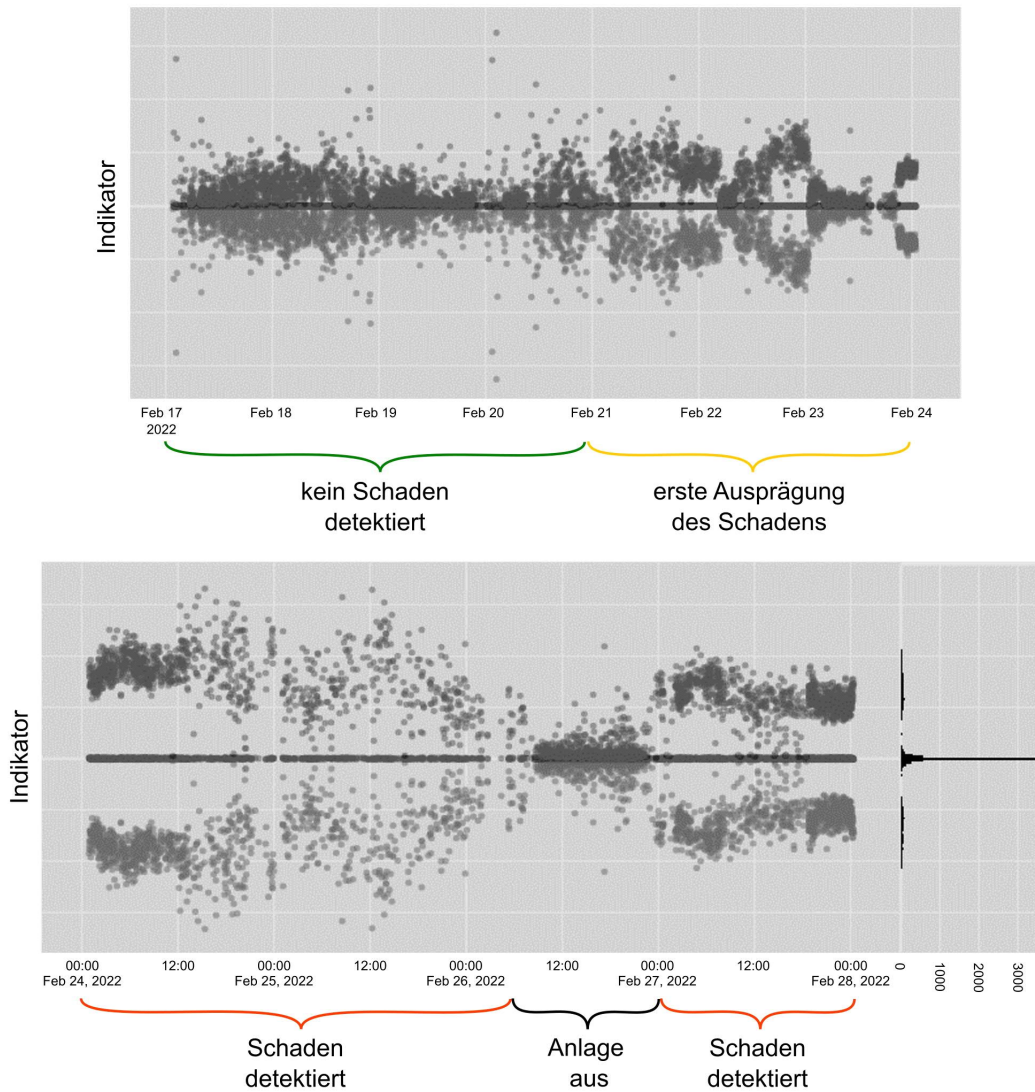 Indikator
Feb 17 Feb 18 Feb 19 Feb 20 Feb 21 Feb 22 Feb 23 Feb 24
2022
kein Schaden
detektiert
erste Ausprägung
des Schadens
Indikator
00:00 12:00 00:00 12:00 00:00 12:00 00:00 12:00 00:00
Feb 24, 2022 Feb 25, 2022 Feb 26, 2022 Feb 27, 2022 Feb 28, 2022
0 1000 20000 30000
Schaden
detektiert
Anlage
aus
Schaden
detektiert